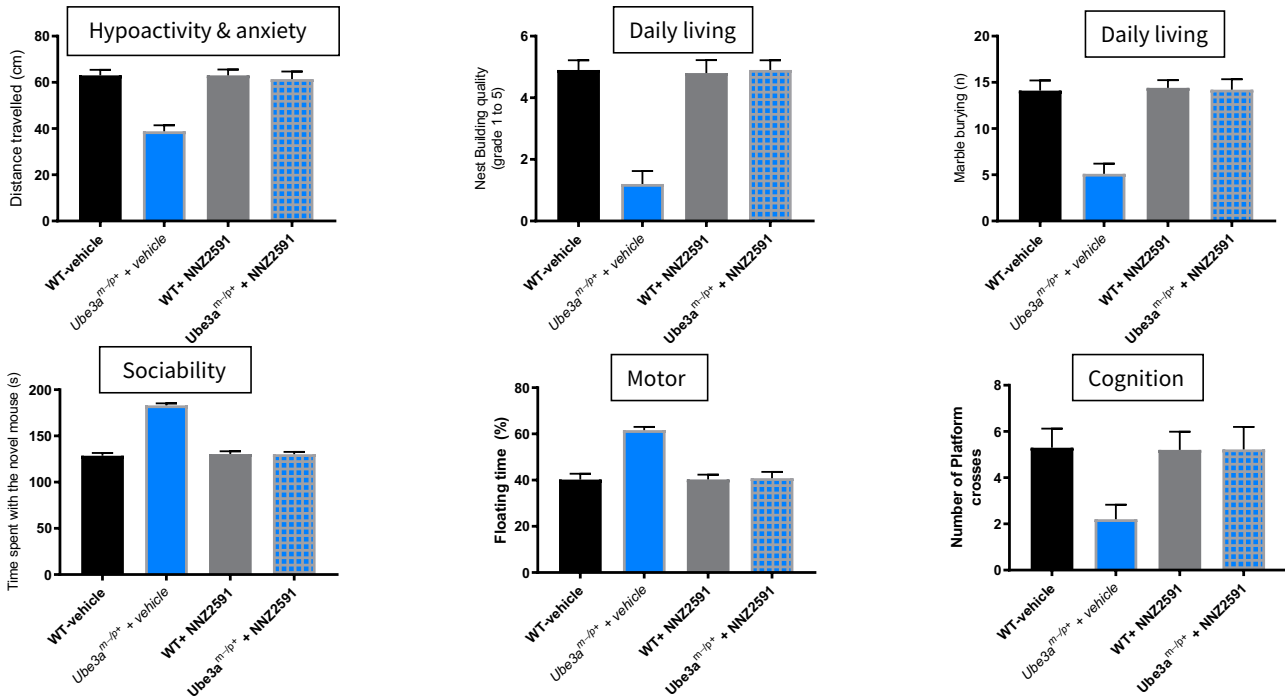 Hypoactivity & anxiety
Distance travelled (cm)
80
60
40
20
0
WT-vehicle
Ube3a^m–/p+ + vehicle
WT+ NNZ2591
Ube3a^m–/p+ + NNZ2591
Daily living
Nest Building quality
(grade 1 to 5)
6
4
2
0
WT-vehicle
Ube3a^m–/p+ + vehicle
WT+ NNZ2591
Ube3a^m–/p+ + NNZ2591
Daily living
Marble burying (n)
20
15
10
5
0
WT-vehicle
Ube3a^m–/p+ + vehicle
WT+ NNZ2591
Ube3a^m–/p+ + NNZ2591
Sociability
Time spent with the novel mouse (s)
200
150
100
50
0
WT-vehicle
Ube3a^m–/p+ + vehicle
WT+ NNZ2591
Ube3a^m–/p+ + NNZ2591
Motor
Floating time (%)
80
60
40
20
0
WT-vehicle
Ube3a^m–/p+ + vehicle
WT+ NNZ2591
Ube3a^m–/p+ + NNZ2591
Cognition
Number of Platform
crosses
8
6
4
2
0
WT-vehicle
Ube3a^m–/p+ + vehicle
WT+ NNZ2591
Ube3a^m–/p+ + NNZ2591